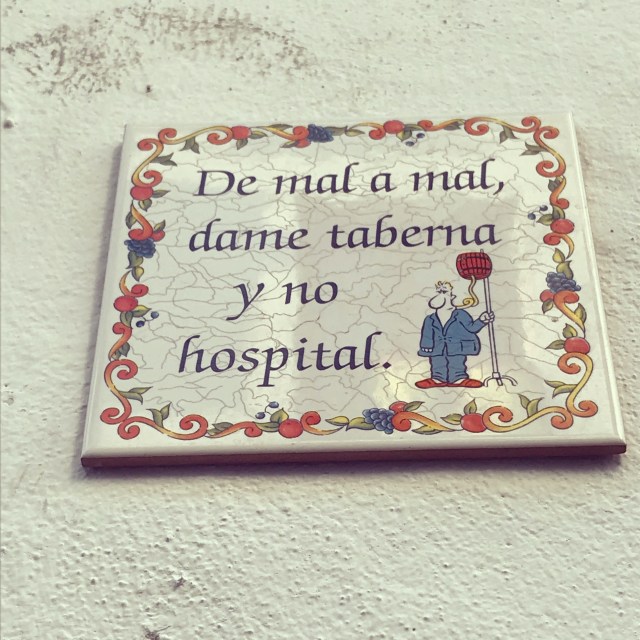 De mal a mal,
dame taberna
y no
hospital.